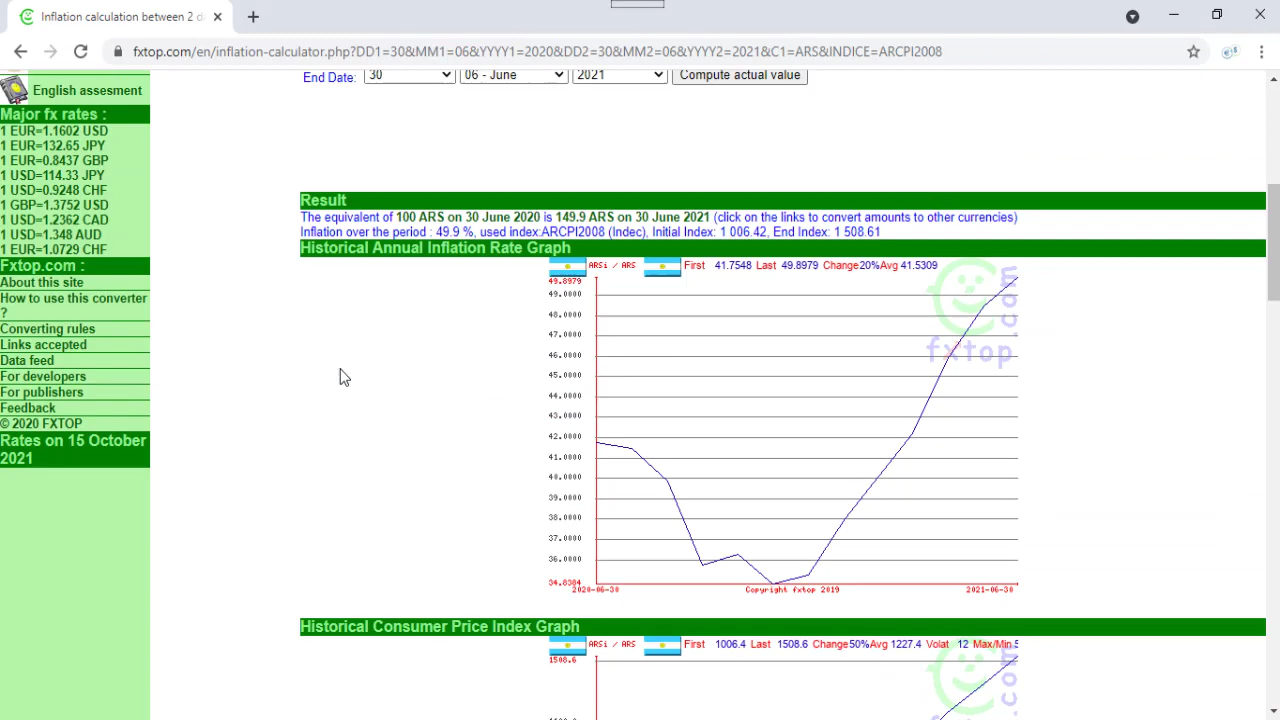 Inflation calculation between 2 d
fxtop.com/en/inflation-calculator.php?DD1=30&MM1=06&YYYY1=2020&DD2=30&MM2=06&YYYY2=2021&C1=ARS&INDICE=ARCPI2008
English assesment
Major fx rates :
1 EUR=1.1602 USD
1 EUR=132.65 JPY
1 EUR=0.8437 GBP
1 USD=114.33 JPY
1 USD=0.9248 CHF
1 GBP=1.3752 USD
1 USD=1.2362 CAD
1 USD=1.348 AUD
1 EUR=1.0729 CHF
Fxtop.com :
About this site
How to use this converter
?
Converting rules
Links accepted
Data feed
For developers
For publishers
Feedback
© 2020 FXTOP
Rates on 15 October
2021
End Date: 30 06 - June 2021 Compute actual value
Result
The equivalent of 100 ARS on 30 June 2020 is 149.9 ARS on 30 June 2021 (click on the links to convert amounts to other currencies)
Inflation over the period : 49.9 %, used index:ARCPI2008 (Indec), Initial Index: 1 006.42, End Index: 1 508.61
Historical Annual Inflation Rate Graph
ARSi / ARS First 41.7548 Last 49.8979 Change20%Avg 41.5309
49.8979
49.0000
48.0000
47.0000
46.0000
45.0000
44.0000
43.0000
42.0000
41.0000
40.0000
39.0000
38.0000
37.0000
36.0000
34.8384
fxtop.com
2020-06-30 Copyright fxtop 2019 2021-06-30
Historical Consumer Price Index Graph
ARSi / ARS First 1006.4 Last 1508.6 Change50%Avg 1227.4 Volat 12 Max/Min 5
1508.6